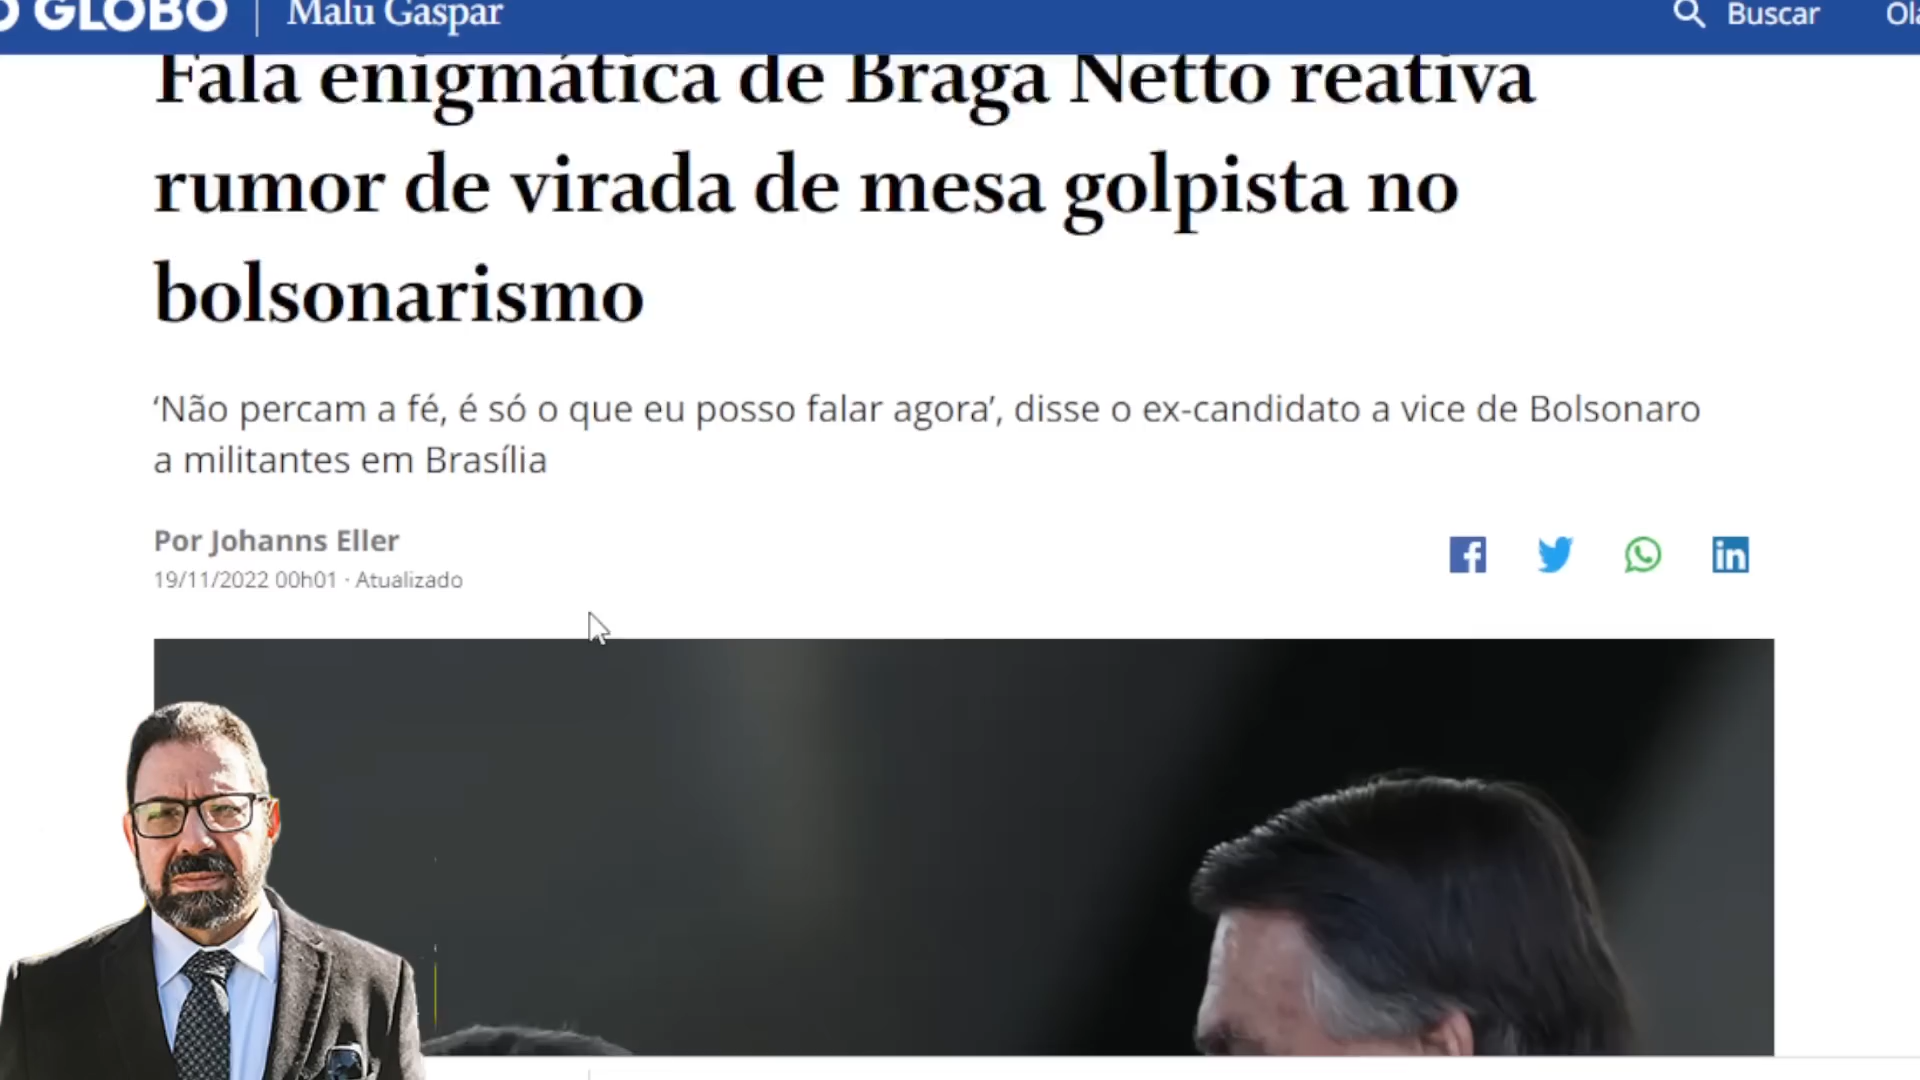 O GLOBO | Malu Gaspar Buscar
Fala enigmática de Braga Netto reativa
rumor de virada de mesa golpista no
bolsonarismo
‘Não percam a fé, é só o que eu posso falar agora’, disse o ex-candidato a vice de Bolsonaro
a militantes em Brasília
Por Johanns Eller
19/11/2022 00h01 · Atualizado